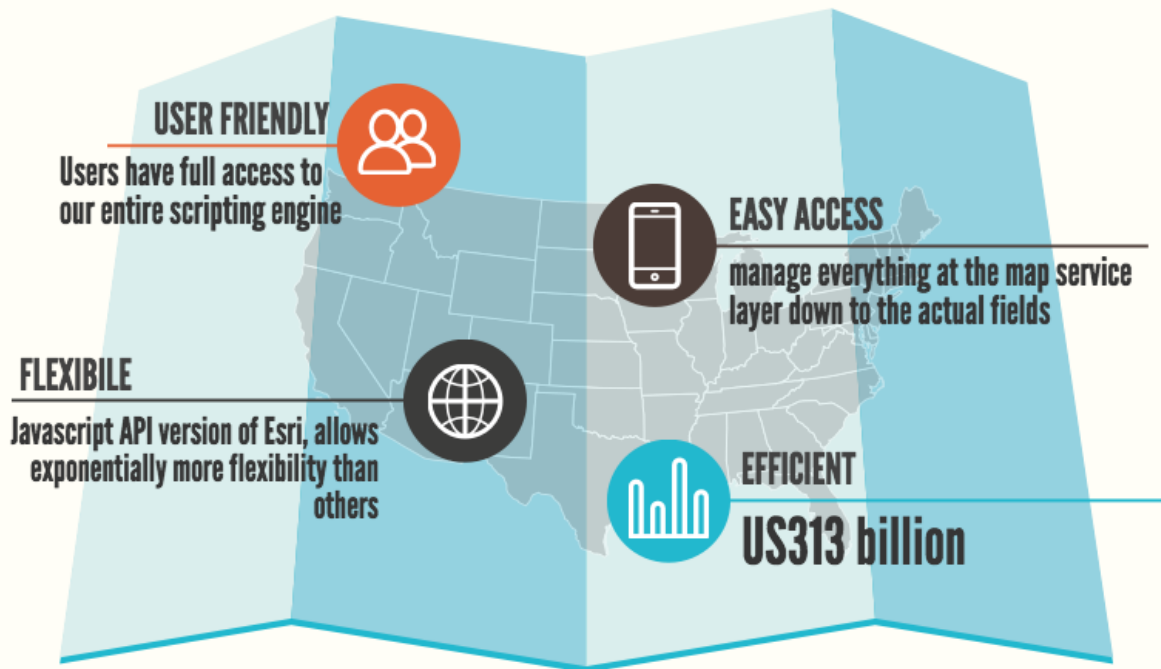 USER FRIENDLY
Users have full access to
our entire scripting engine
EASY ACCESS
manage everything at the map service
layer down to the actual fields
FLEXIBILE
Javascript API version of Esri, allows
exponentially more flexibility than
others
EFFICIENT
US313 billion